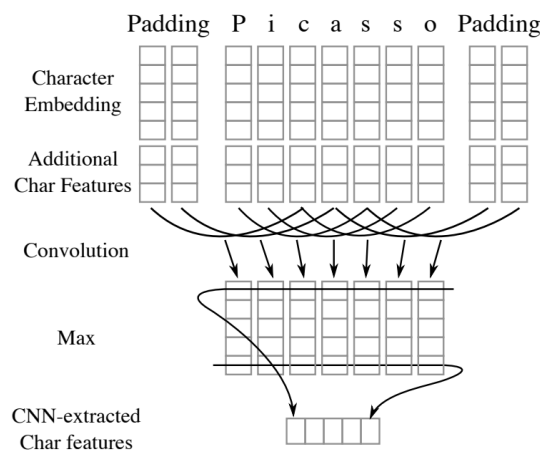 Padding P i c a s s o Padding
Character
Embedding
Additional
Char Features
Convolution
Max
CNN-extracted
Char features